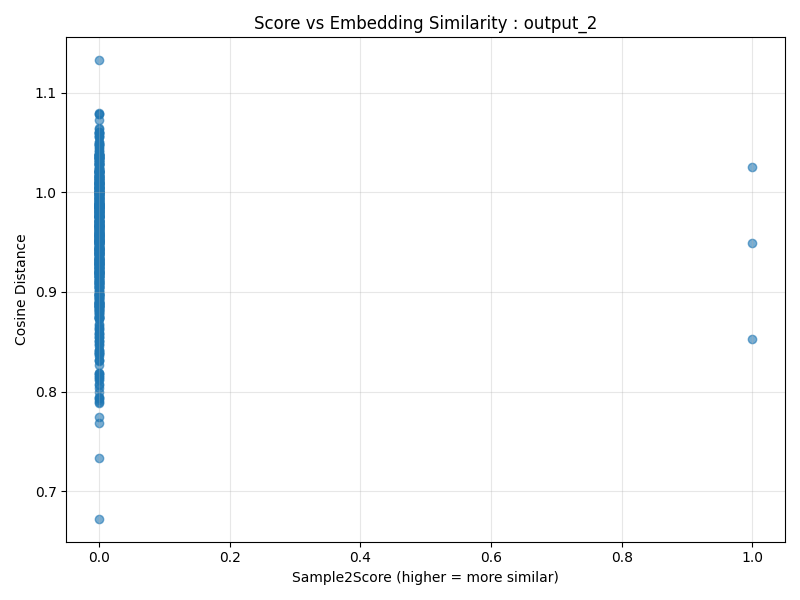 Score vs Embedding Similarity : output_2
1.1
1.0
0.9
0.8
0.7
Cosine Distance
0.0 0.2 0.4 0.6 0.8 1.0
Sample2Score (higher = more similar)